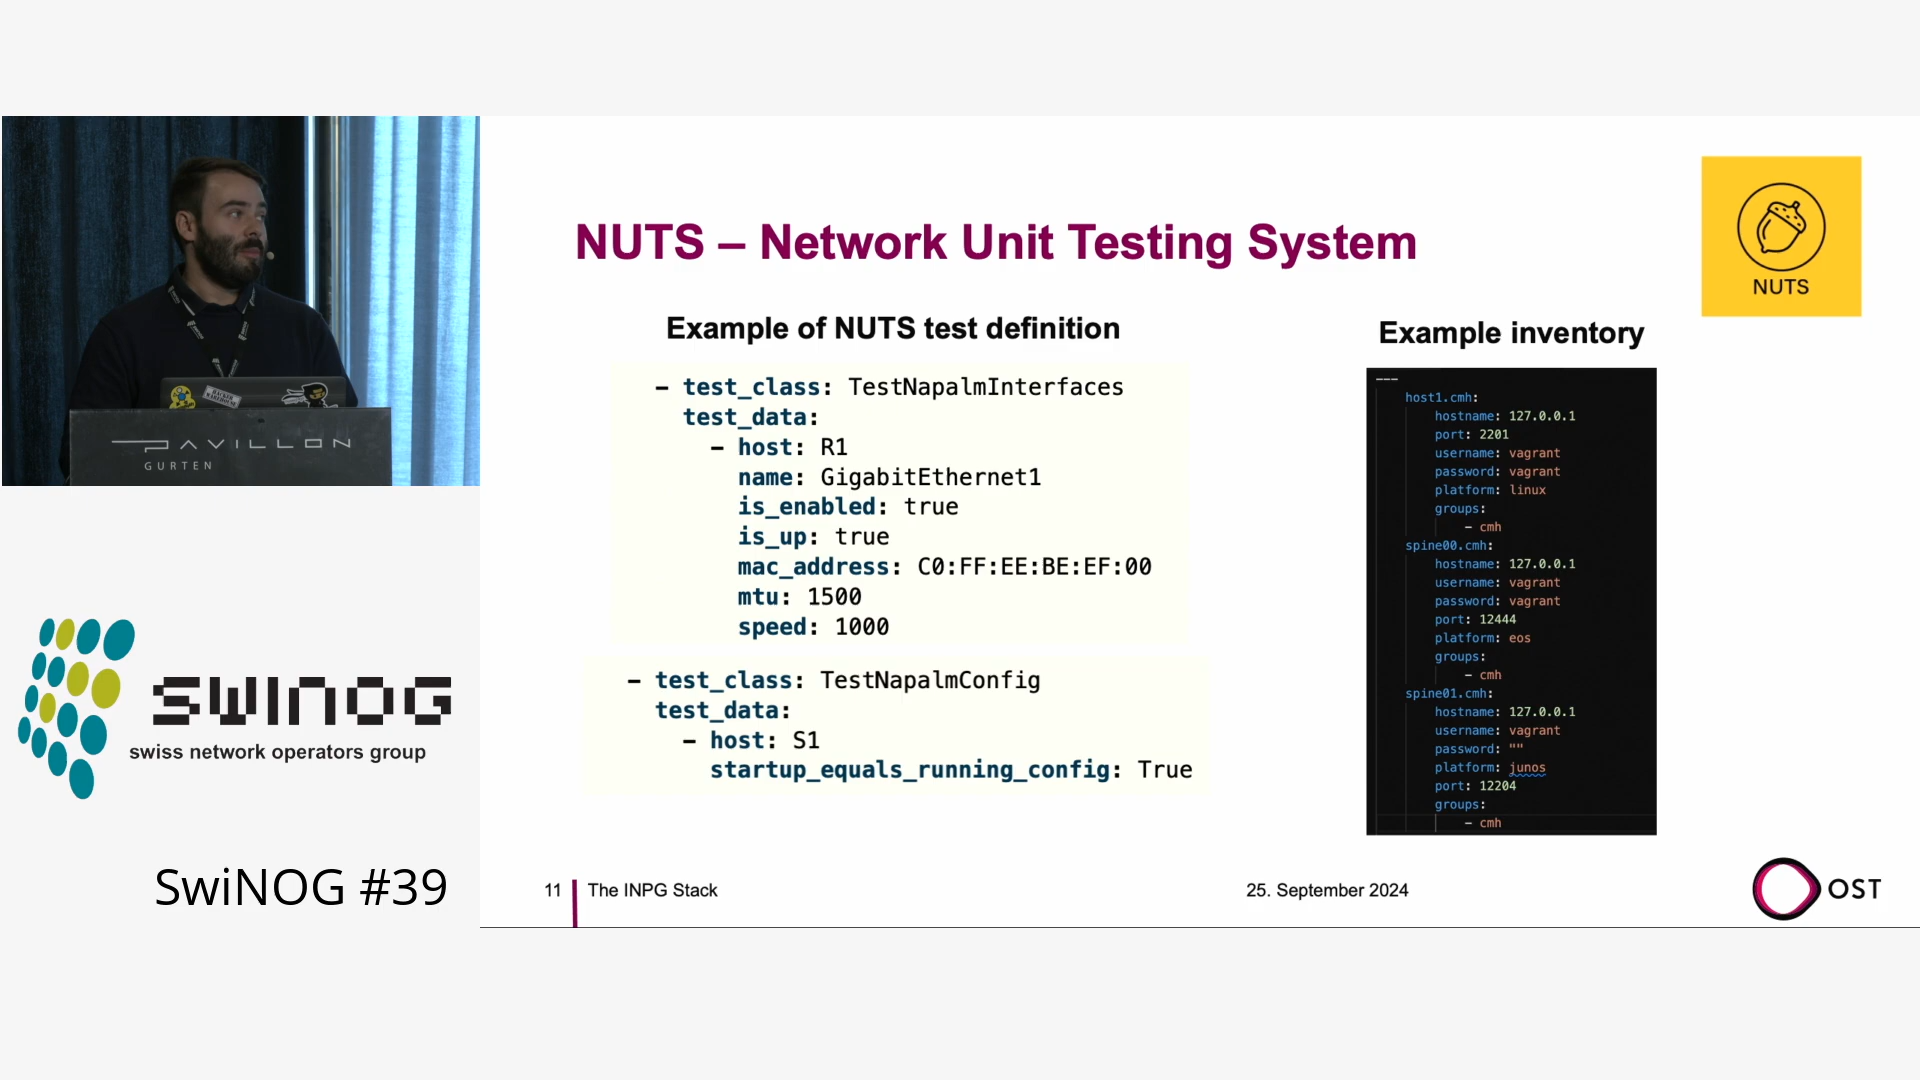 NUTS – Network Unit Testing System
NUTS
Example of NUTS test definition
- test_class: TestNapalmInterfaces
test_data:
- host: R1
name: GigabitEthernet1
is_enabled: true
is_up: true
mac_address: C0:FF:EE:BE:EF:00
mtu: 1500
speed: 1000
- test_class: TestNapalmConfig
test_data:
- host: S1
startup_equals_running_config: True
Example inventory
---
host1.cmh:
hostname: 127.0.0.1
port: 2201
username: vagrant
password: vagrant
platform: linux
groups:
- cmh
spine00.cmh:
hostname: 127.0.0.1
username: vagrant
password: vagrant
port: 12444
platform: eos
groups:
- cmh
spine01.cmh:
hostname: 127.0.0.1
username: vagrant
password: ""
platform: junos
port: 12204
groups:
- cmh
11
The INPG Stack
25. September 2024
OST
PAVILLON
GURTEN
SWINOG
swiss network operators group
SwiNOG #39